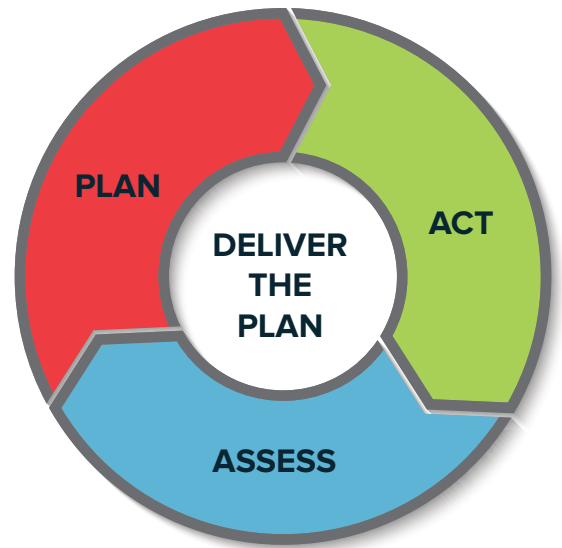 PLAN
ACT
DELIVER
THE
PLAN
ASSESS